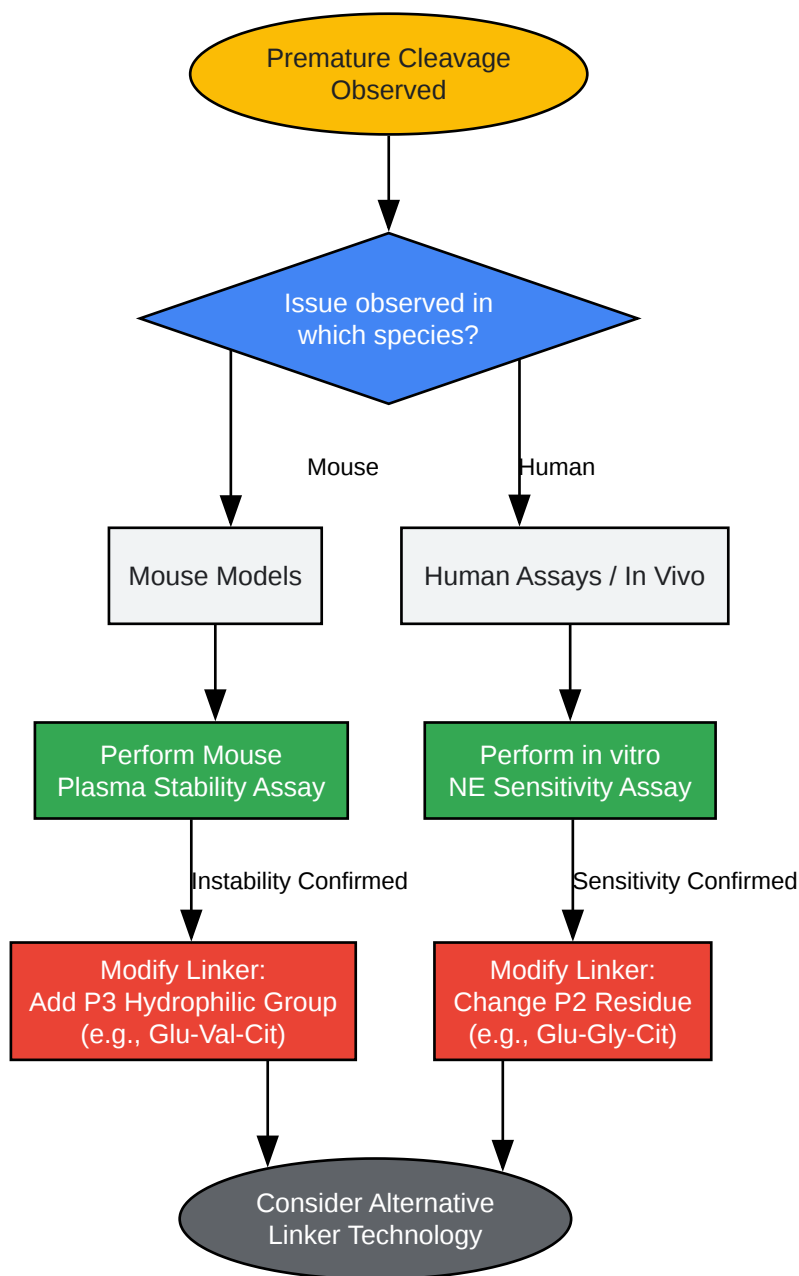 Premature Cleavage
Observed
Issue observed in
which species?
Mouse
Human
Mouse Models
Human Assays / In Vivo
Perform Mouse
Plasma Stability Assay
Perform in vitro
NE Sensitivity Assay
Instability Confirmed
Sensitivity Confirmed
Modify Linker:
Add P3 Hydrophilic Group
(e.g., Glu-Val-Cit)
Modify Linker:
Change P2 Residue
(e.g., Glu-Gly-Cit)
Consider Alternative
Linker Technology